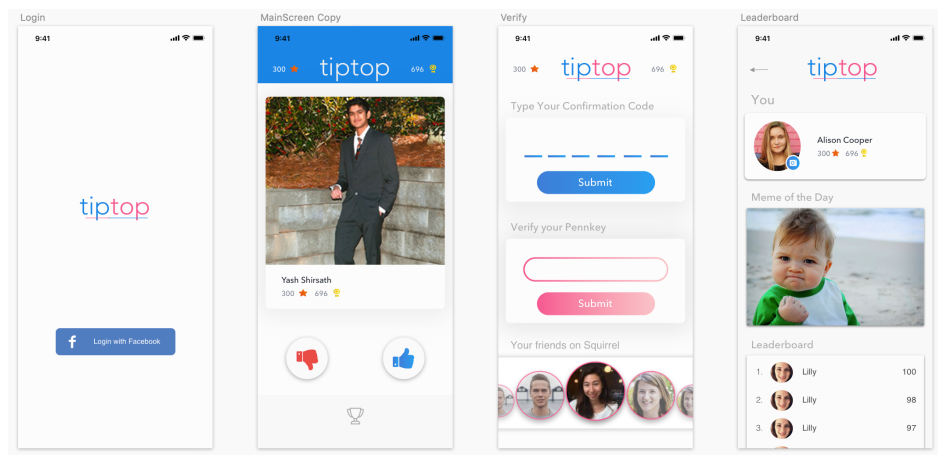 Login
9:41
tiptop
f Login with Facebook
MainScreen Copy
9:41
300 tiptop 696
Yash Shirsath
300 696
Verify
9:41
300 tiptop 696
Type Your Confirmation Code
Submit
Verify your Pennkey
Submit
Your friends on Squirrel
Leaderboard
9:41
tiptop
You
Alison Cooper
300 696
Meme of the Day
Leaderboard
1. Lilly 100
2. Lilly 98
3. Lilly 97